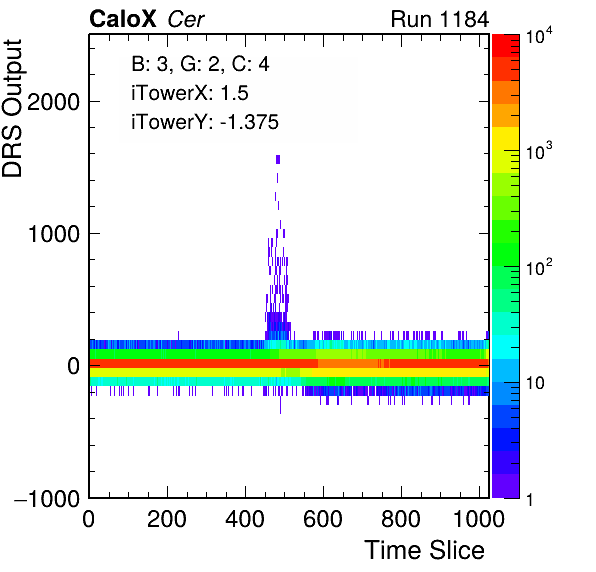 CaloX Cer Run 1184
DRS Output
B: 3, G: 2, C: 4
iTowerX: 1.5
iTowerY: -1.375
2000
1000
0
−1000
0 200 400 600 800 1000
Time Slice
10^4
10^3
10^2
10
1